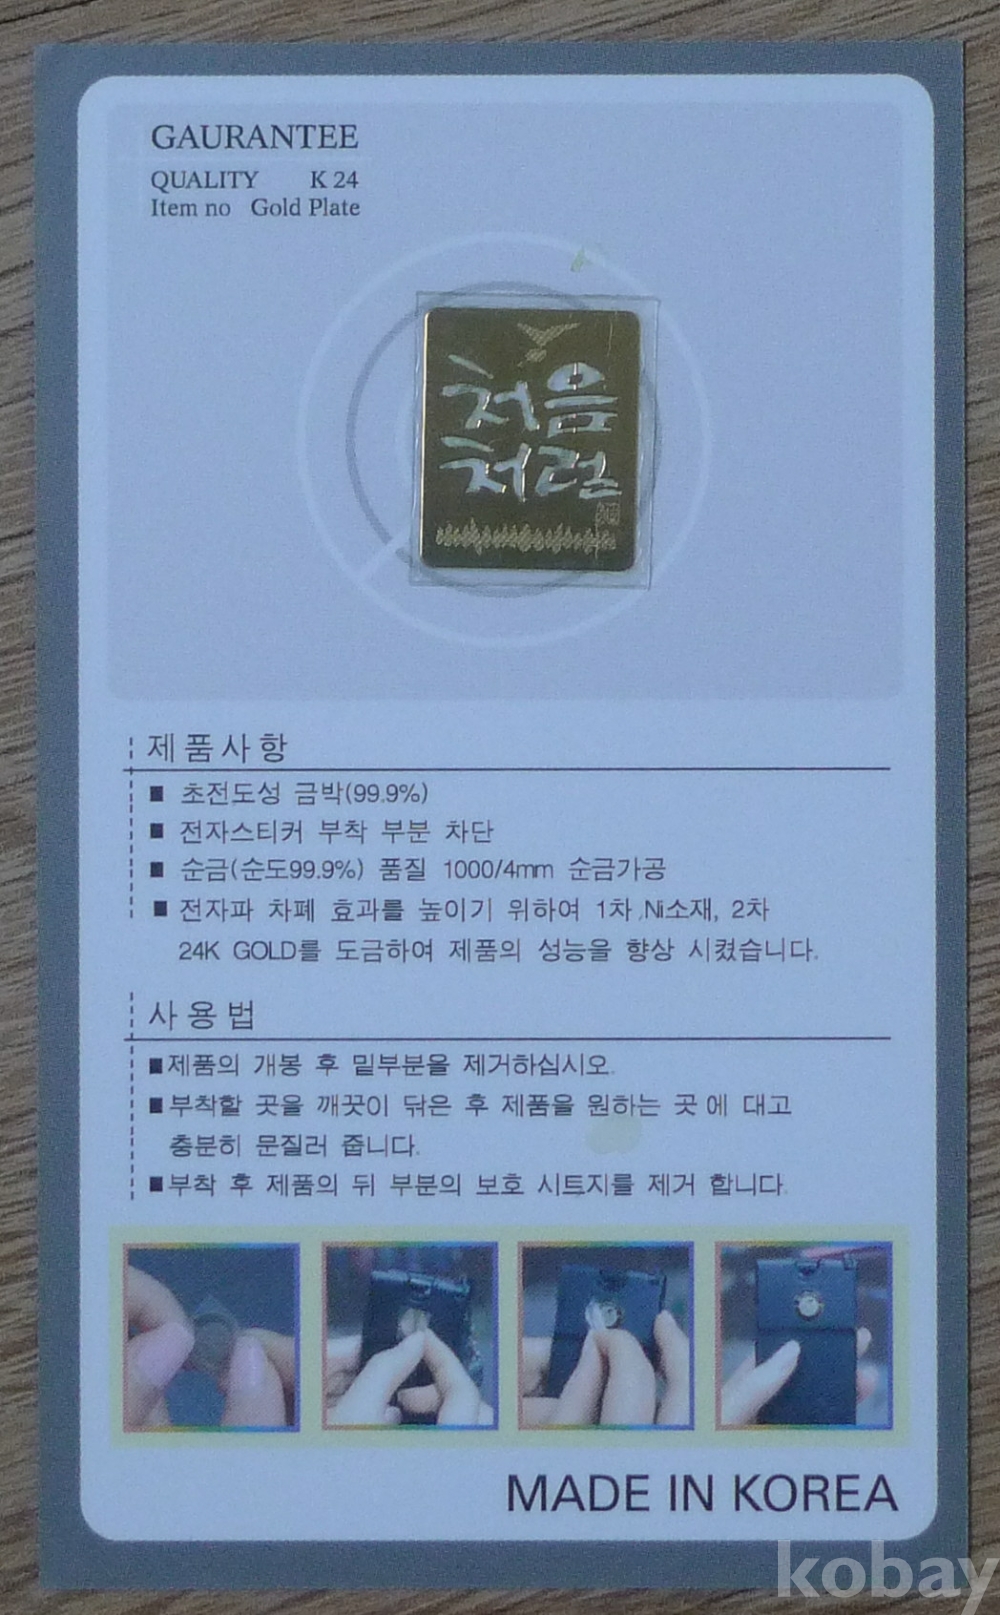 GAURANTEE
QUALITY K 24
Item no Gold Plate
처음
처럼
제품사항
■ 초전도성 금박(99.9%)
■ 전자스티커 부착 부분 차단
■ 순금(순도99.9%) 품질 1000/4mm 순금가공
■ 전자파 차폐 효과를 높이기 위하여 1차 Ni소재, 2차
24K GOLD를 도금하여 제품의 성능을 향상 시켰습니다.
사용법
■제품의 개봉 후 밑부분을 제거하십시오.
■부착할 곳을 깨끗이 닦은 후 제품을 원하는 곳에 대고
충분히 문질러 줍니다.
■부착 후 제품의 뒤 부분의 보호 시트지를 제거 합니다.
MADE IN KOREA
kobay